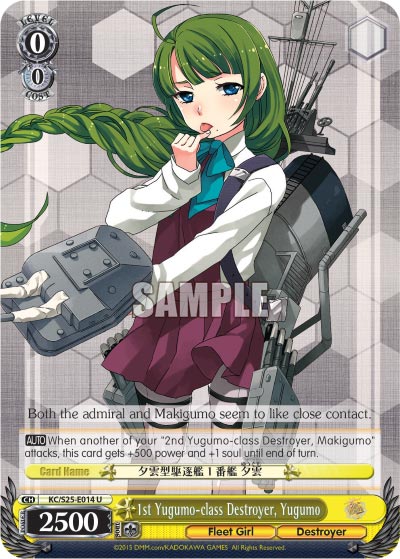 LEVEL
0
0
COST
SAMPLE
Both the admiral and Makigumo seem to like close contact.
AUTO When another of your "2nd Yugumo-class Destroyer, Makigumo"
attacks, this card gets +500 power and +1 soul until end of turn.
Card Name 夕雲型駆逐艦1番艦 夕雲
CH KC/S25-E014 U
1st Yugumo-class Destroyer, Yugumo
POWER 2500 SOUL
Fleet Girl Destroyer
©2015 DMM.com/KADOKAWA GAMES All Rights Reserved.